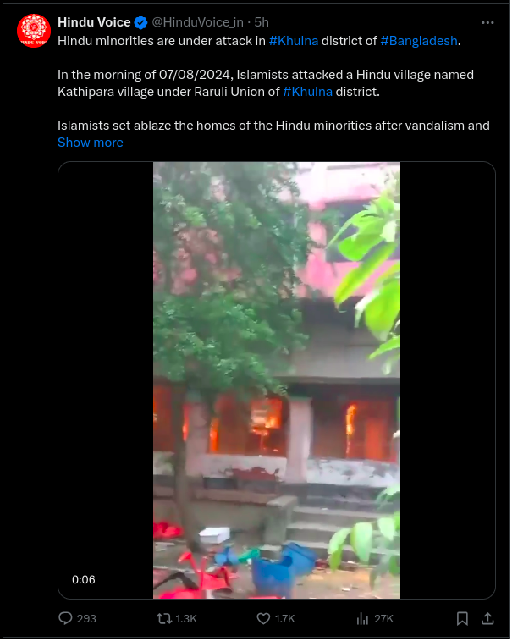 Hindu Voice @HinduVoice_in · 5h
Hindu minorities are under attack in #Khulna district of #Bangladesh.
In the morning of 07/08/2024, Islamists attacked a Hindu village named
Kathipara village under Raruli Union of #Khulna district.
Islamists set ablaze the homes of the Hindu minorities after vandalism and
Show more
0:06
293 1.3K 1.7K 27K